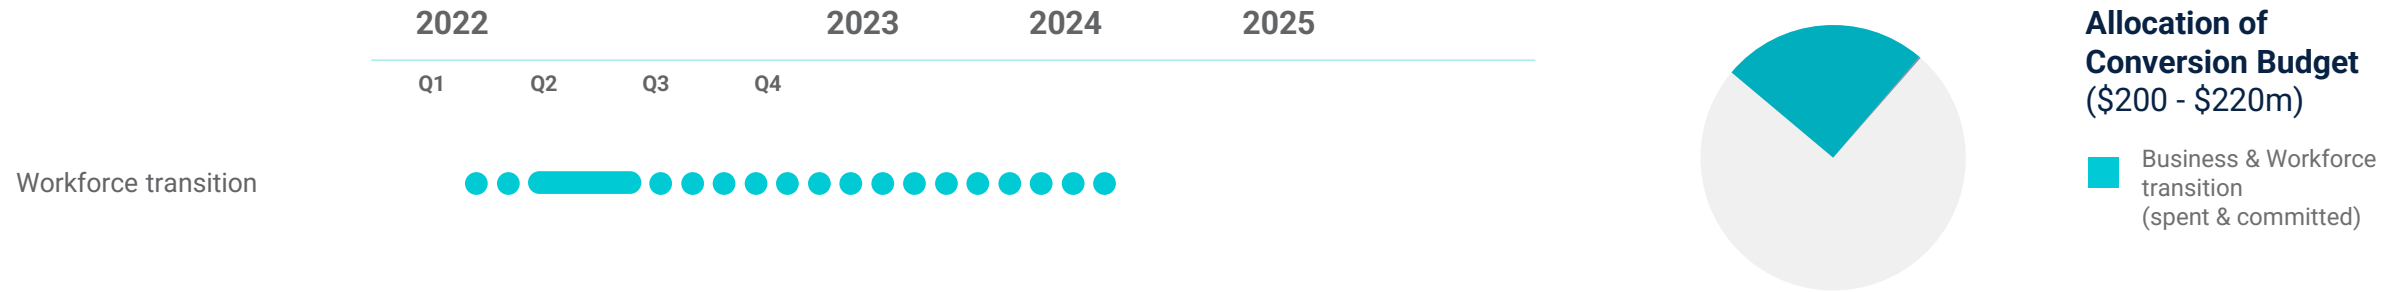 2022 2023 2024 2025
Q1 Q2 Q3 Q4
Workforce transition
Allocation of
Conversion Budget
($200 - $220m)
Business & Workforce
transition
(spent & committed)